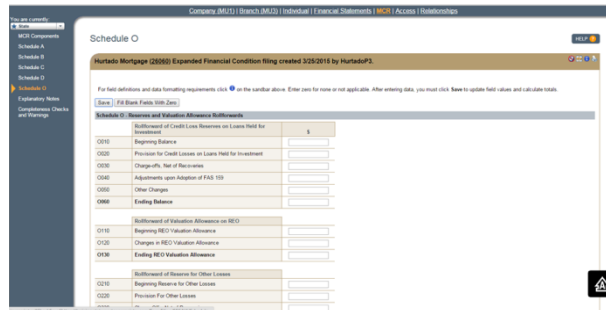 Company (MU1) | Branch (MU3) | Individual | Financial Statements | MCR | Access | Relationships
You are currently:
State
MCR Components
Schedule A
Schedule B
Schedule C
Schedule D
Schedule O
Explanatory Notes
Completeness Checks and Warnings
Schedule O
HELP
Hurtado Mortgage (26060) Expanded Financial Condition filing created 3/25/2015 by HurtadoP3.
For field definitions and data formatting requirements click on the sandbar above. Enter zero for none or not applicable. After entering data, you must click Save to update field values and calculate totals.
Save Fill Blank Fields With Zero
Schedule O - Reserves and Valuation Allowance Rollforwards
Rollforward of Credit Loss Reserves on Loans Held for Investment $
O010 Beginning Balance
O020 Provision for Credit Losses on Loans Held for Investment
O030 Charge-offs, Net of Recoveries
O040 Adjustments upon Adoption of FAS 159
O050 Other Changes
O060 Ending Balance
Rollforward of Valuation Allowance on REO
O110 Beginning REO Valuation Allowance
O120 Changes in REO Valuation Allowance
O130 Ending REO Valuation Allowance
Rollforward of Reserve for Other Losses
O210 Beginning Reserve for Other Losses
O220 Provision For Other Losses